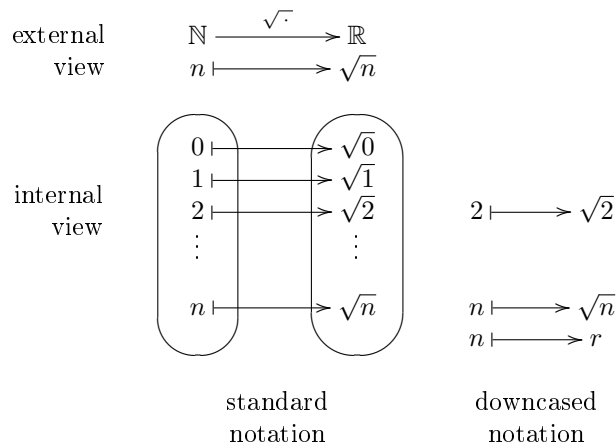 √·
external ℕ → ℝ
view n ↦ √n
0 ↦ √0
1 ↦ √1
internal 2 ↦ √2 2 ↦ √2
view ⋮ ⋮
n ↦ √n n ↦ √n
n ↦ r
standard downcased
notation notation